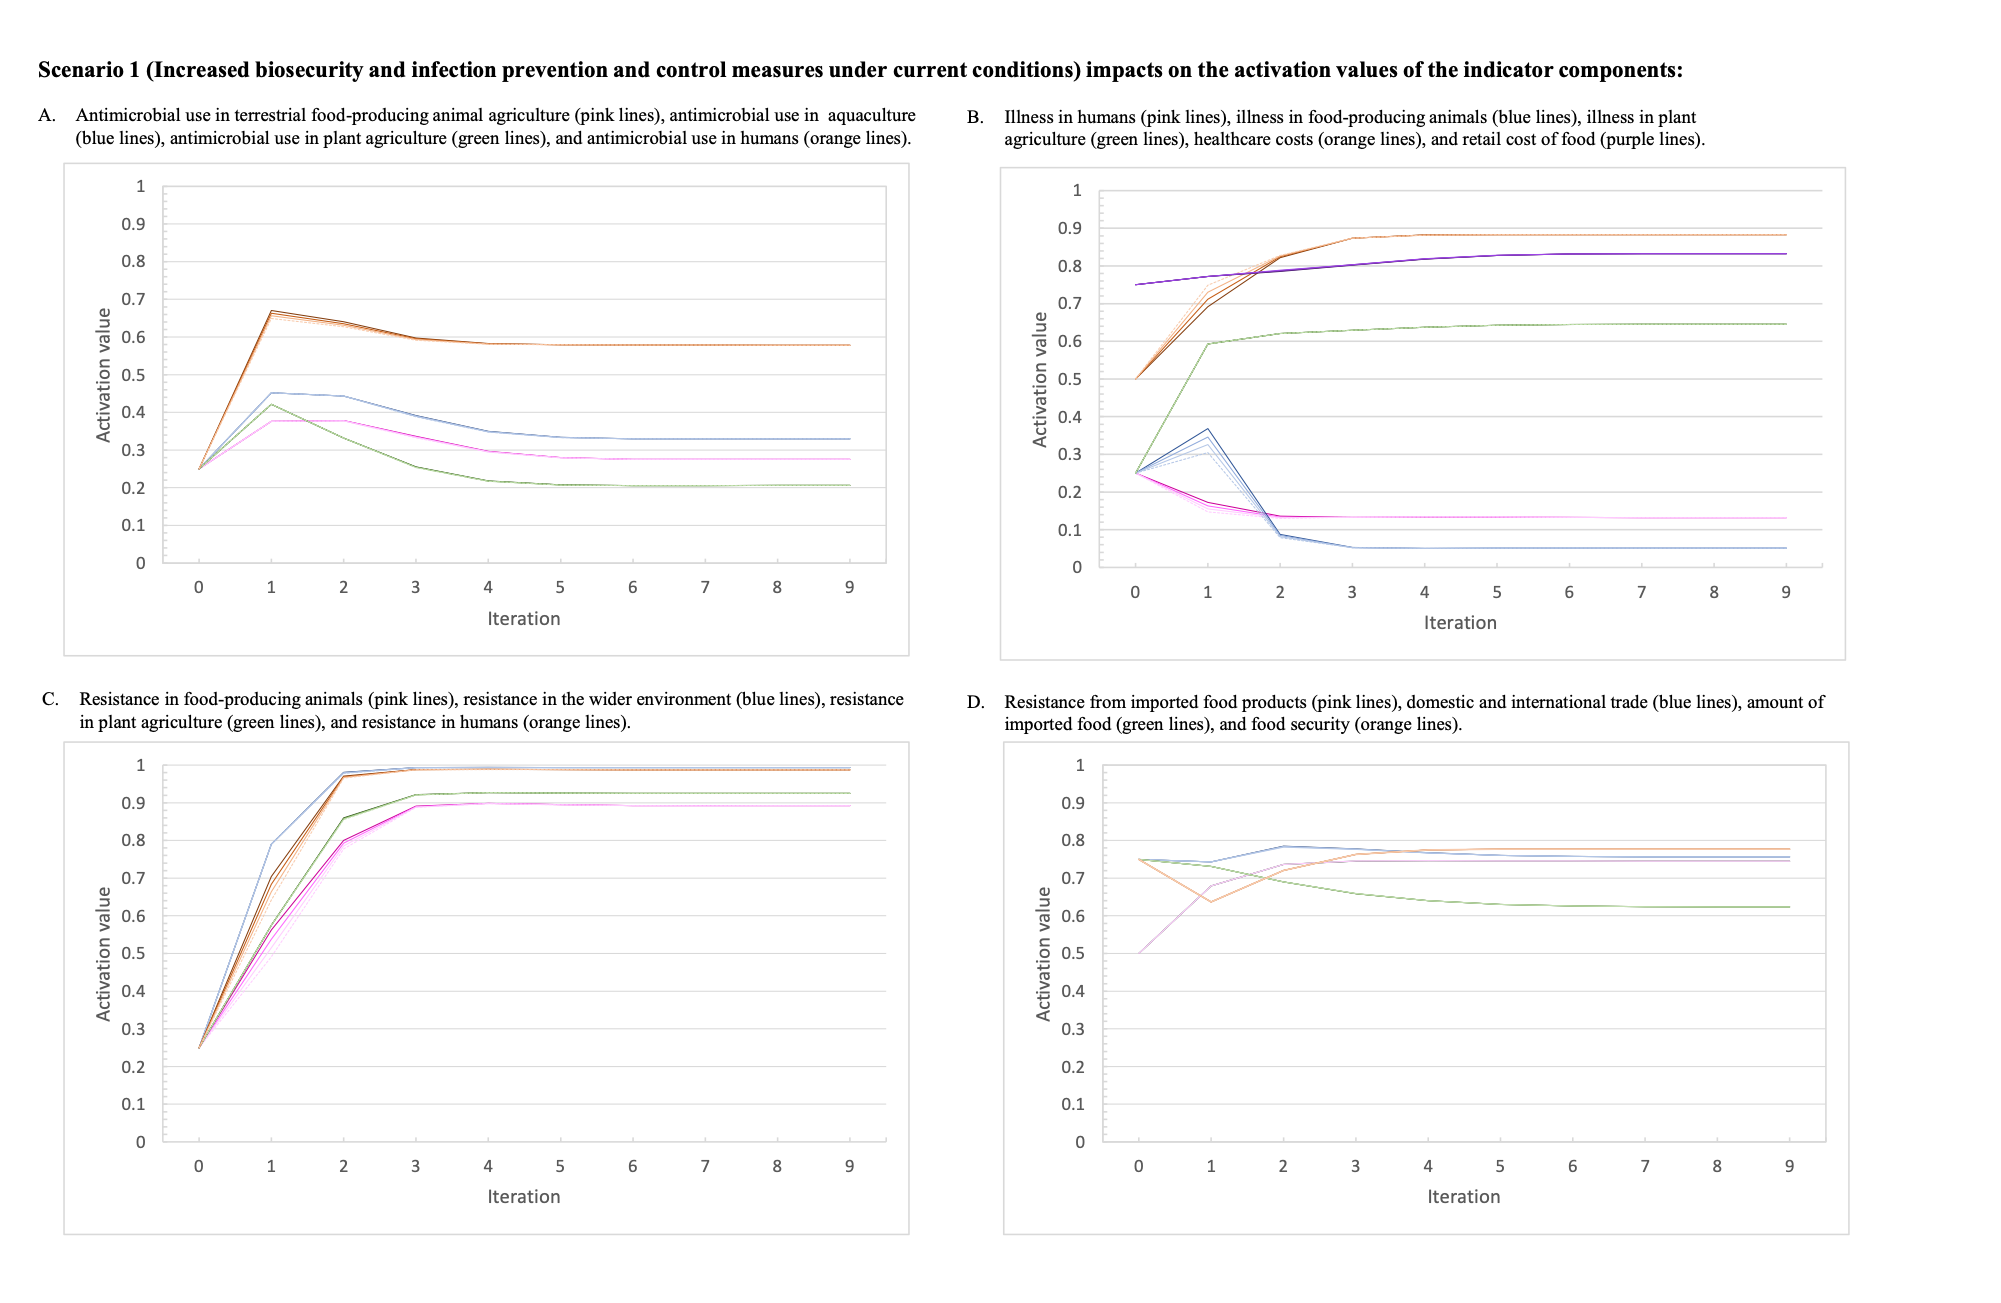 Scenario 1 (Increased biosecurity and infection prevention and control measures under current conditions) impacts on the activation values of the indicator components:
A. Antimicrobial use in terrestrial food-producing animal agriculture (pink lines), antimicrobial use in aquaculture
(blue lines), antimicrobial use in plant agriculture (green lines), and antimicrobial use in humans (orange lines).
1
0.9
0.8
0.7
0.6
0.5
0.4
0.3
0.2
0.1
0
Activation value
0 1 2 3 4 5 6 7 8 9
Iteration
B. Illness in humans (pink lines), illness in food-producing animals (blue lines), illness in plant
agriculture (green lines), healthcare costs (orange lines), and retail cost of food (purple lines).
1
0.9
0.8
0.7
0.6
0.5
0.4
0.3
0.2
0.1
0
Activation value
0 1 2 3 4 5 6 7 8 9
Iteration
C. Resistance in food-producing animals (pink lines), resistance in the wider environment (blue lines), resistance
in plant agriculture (green lines), and resistance in humans (orange lines).
1
0.9
0.8
0.7
0.6
0.5
0.4
0.3
0.2
0.1
0
Activation value
0 1 2 3 4 5 6 7 8 9
Iteration
D. Resistance from imported food products (pink lines), domestic and international trade (blue lines), amount of
imported food (green lines), and food security (orange lines).
1
0.9
0.8
0.7
0.6
0.5
0.4
0.3
0.2
0.1
0
Activation value
0 1 2 3 4 5 6 7 8 9
Iteration